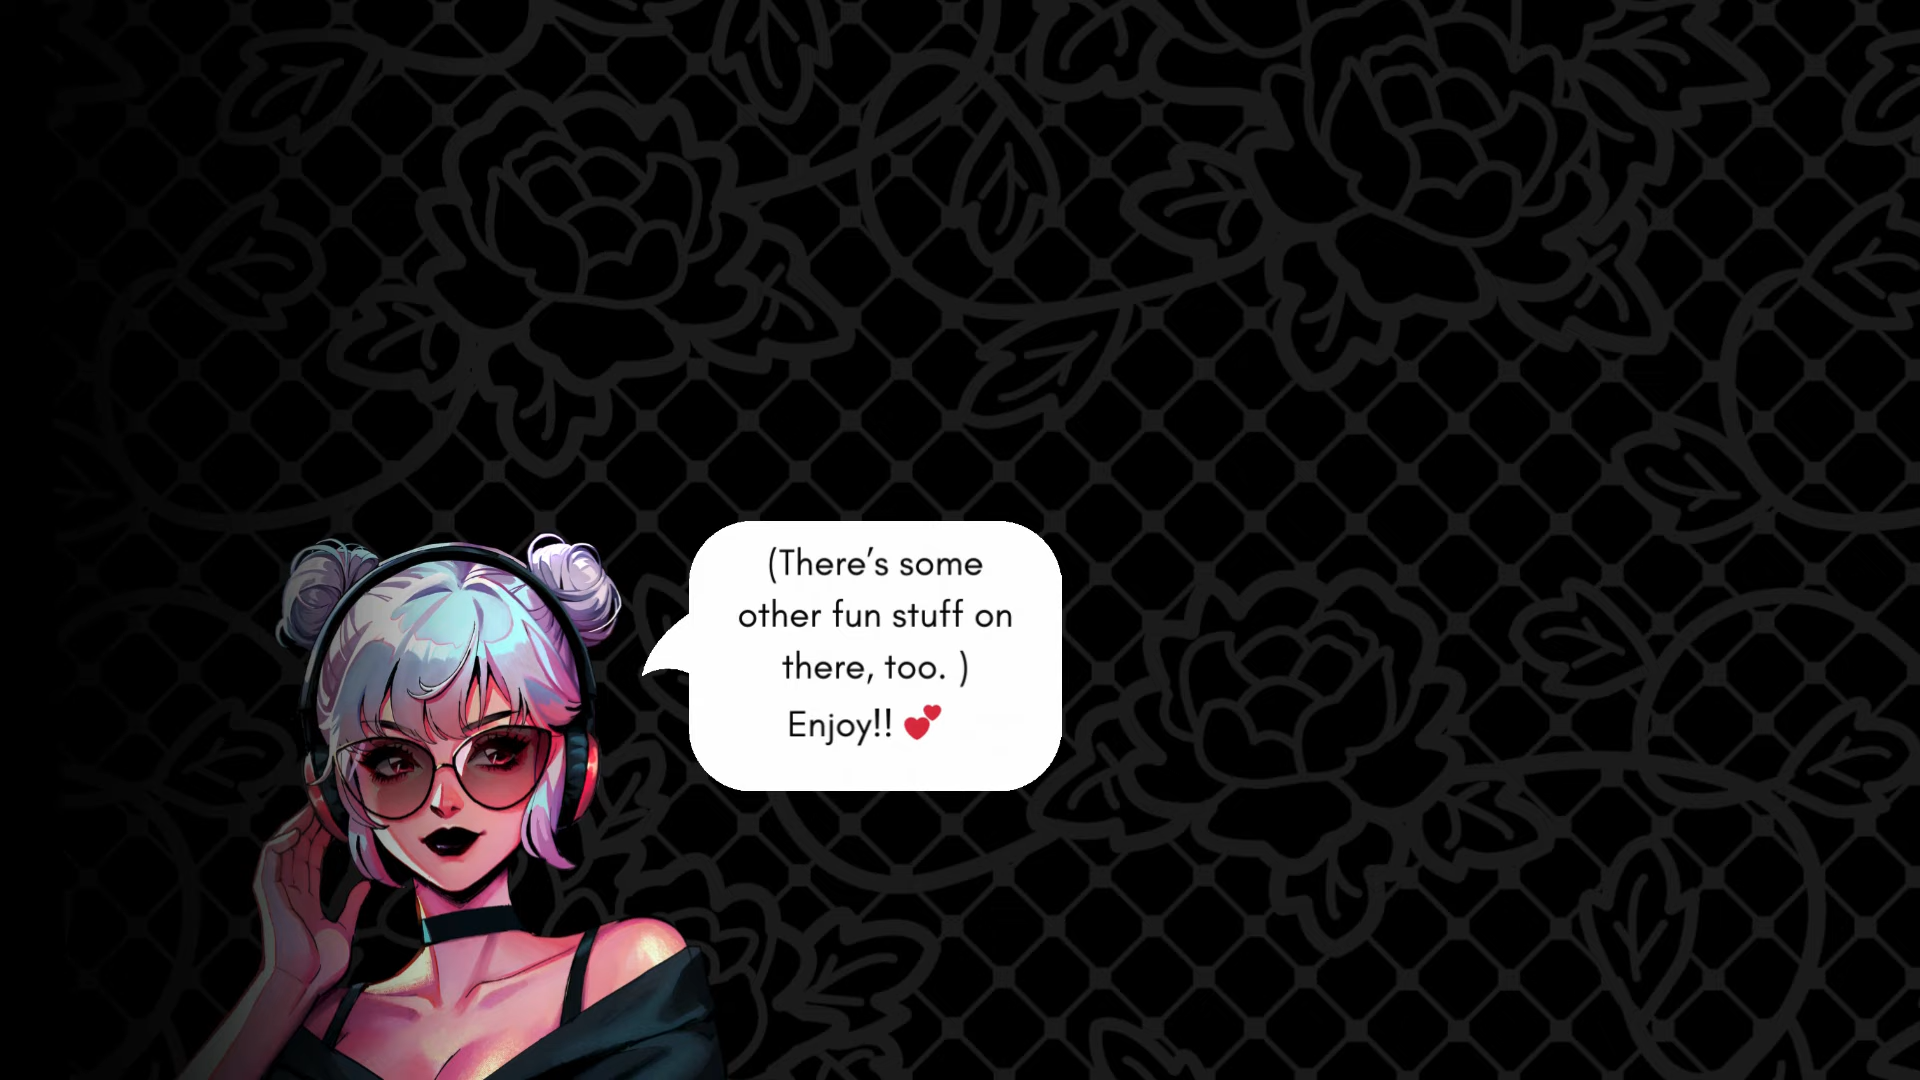 (There’s some
other fun stuff on
there, too. )
Enjoy!! 💕